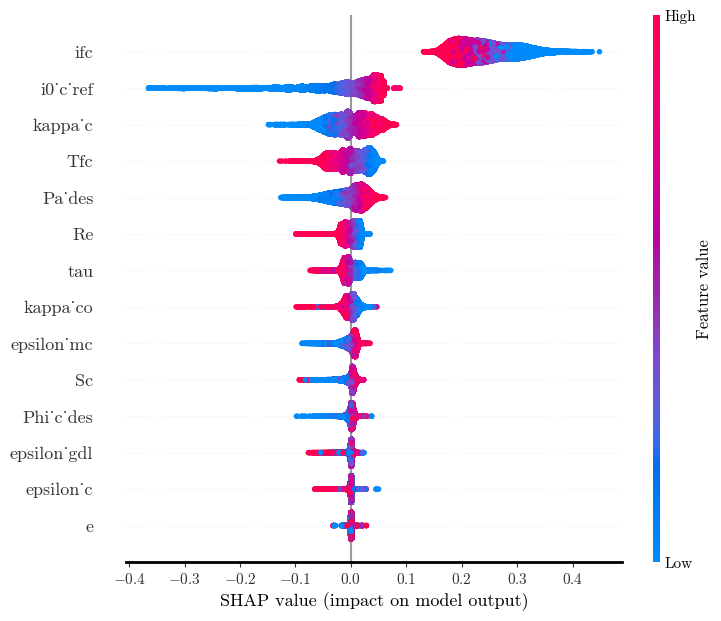 High
ifc
i0˙c˙ref
kappa˙c
Tfc
Pa˙des
Re
tau
kappa˙co
epsilon˙mc
Sc
Phi˙c˙des
epsilon˙gdl
epsilon˙c
e
Feature value
Low
−0.4 −0.3 −0.2 −0.1 0.0 0.1 0.2 0.3 0.4
SHAP value (impact on model output)